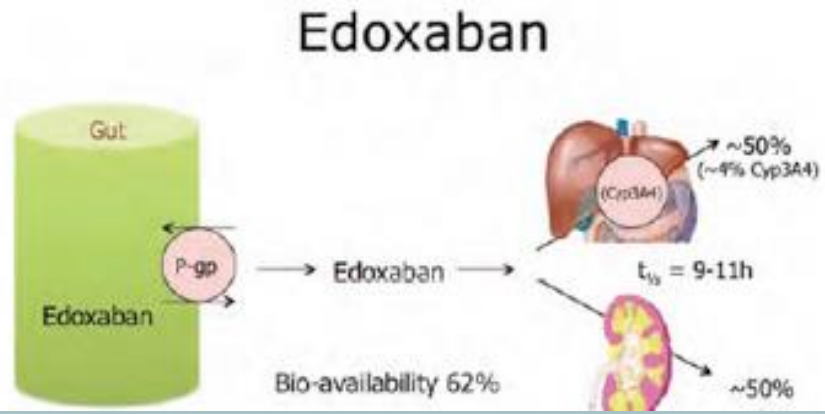 Edoxaban
Gut
~50%
(~4% Cyp3A4)
(Cyp3A4)
P-gp
Edoxaban
t½ = 9-11h
Edoxaban
Bio-availability 62%
~50%